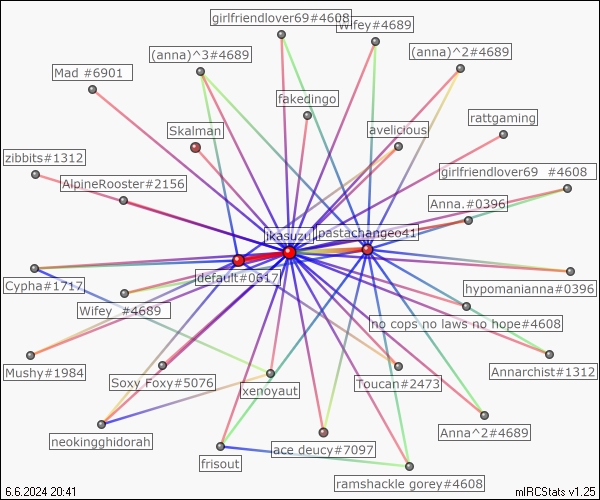 girlfriendlover69#4608
Wifey#4689
(anna)^3#4689
(anna)^2#4689
Mad #6901
fakedingo
rattgaming
Skalman
avelicious
zibbits#1312
girlfriendlover69 #4608
AlpineRooster#2156
Anna.#0396
jkasuzu
pastachangeo41
default#0617
Cypha#1717
hypomanianna#0396
Wifey #4689
no cops no laws no hope#4608
Mushy#1984
Soxy Foxy#5076
xenoyaut
Toucan#2473
Annarchist#1312
neokingghidorah
ace deucy#7097
Anna^2#4689
frisout
ramshackle gorey#4608
6.6.2024 20:41
mIRCStats v1.25